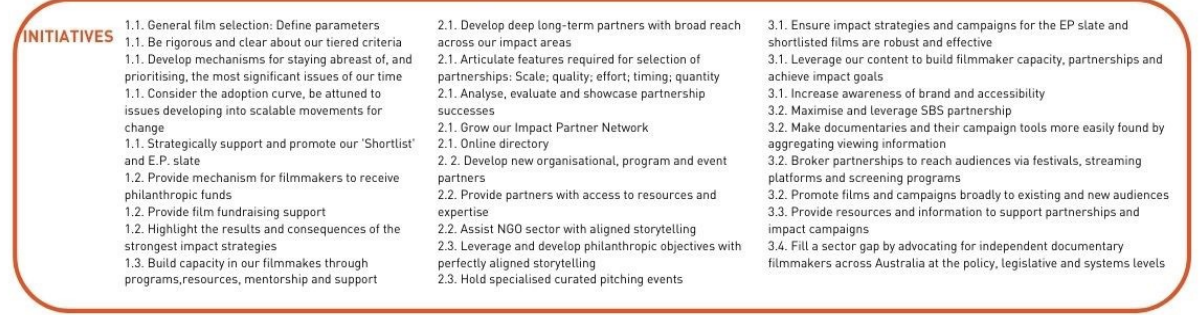 INITIATIVES
1.1. General film selection: Define parameters
1.1. Be rigorous and clear about our tiered criteria
1.1. Develop mechanisms for staying abreast of, and
prioritising, the most significant issues of our time
1.1. Consider the adoption curve, be attuned to
issues developing into scalable movements for
change
1.1. Strategically support and promote our 'Shortlist'
and E.P. slate
1.2. Provide mechanism for filmmakers to receive
philanthropic funds
1.2. Provide film fundraising support
1.2. Highlight the results and consequences of the
strongest impact strategies
1.3. Build capacity in our filmmakes through
programs,resources, mentorship and support
2.1. Develop deep long-term partners with broad reach
across our impact areas
2.1. Articulate features required for selection of
partnerships: Scale; quality; effort; timing; quantity
2.1. Analyse, evaluate and showcase partnership
successes
2.1. Grow our Impact Partner Network
2.1. Online directory
2. 2. Develop new organisational, program and event
partners
2.2. Provide partners with access to resources and
expertise
2.2. Assist NGO sector with aligned storytelling
2.3. Leverage and develop philanthropic objectives with
perfectly aligned storytelling
2.3. Hold specialised curated pitching events
3.1. Ensure impact strategies and campaigns for the EP slate and
shortlisted films are robust and effective
3.1. Leverage our content to build filmmaker capacity, partnerships and
achieve impact goals
3.1. Increase awareness of brand and accessibility
3.2. Maximise and leverage SBS partnership
3.2. Make documentaries and their campaign tools more easily found by
aggregating viewing information
3.2. Broker partnerships to reach audiences via festivals, streaming
platforms and screening programs
3.2. Promote films and campaigns broadly to existing and new audiences
3.3. Provide resources and information to support partnerships and
impact campaigns
3.4. Fill a sector gap by advocating for independent documentary
filmmakers across Australia at the policy, legislative and systems levels